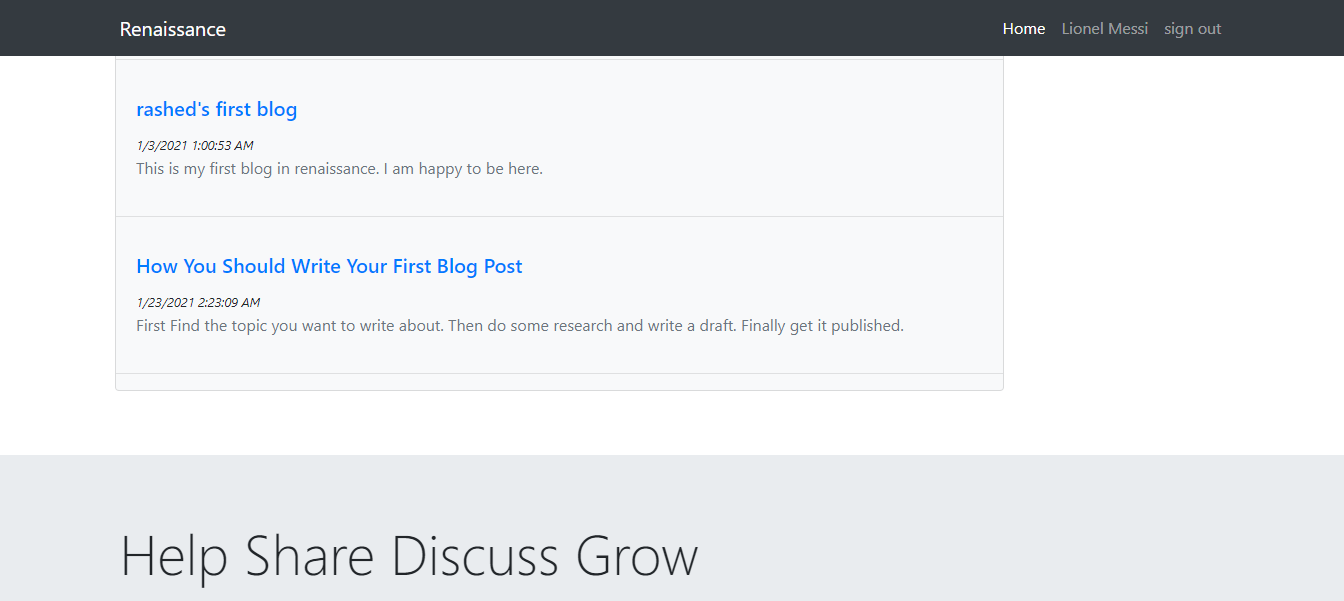 Renaissance Home Lionel Messi sign out
rashed's first blog
1/3/2021 1:00:53 AM
This is my first blog in renaissance. I am happy to be here.
How You Should Write Your First Blog Post
1/23/2021 2:23:09 AM
First Find the topic you want to write about. Then do some research and write a draft. Finally get it published.
Help Share Discuss Grow